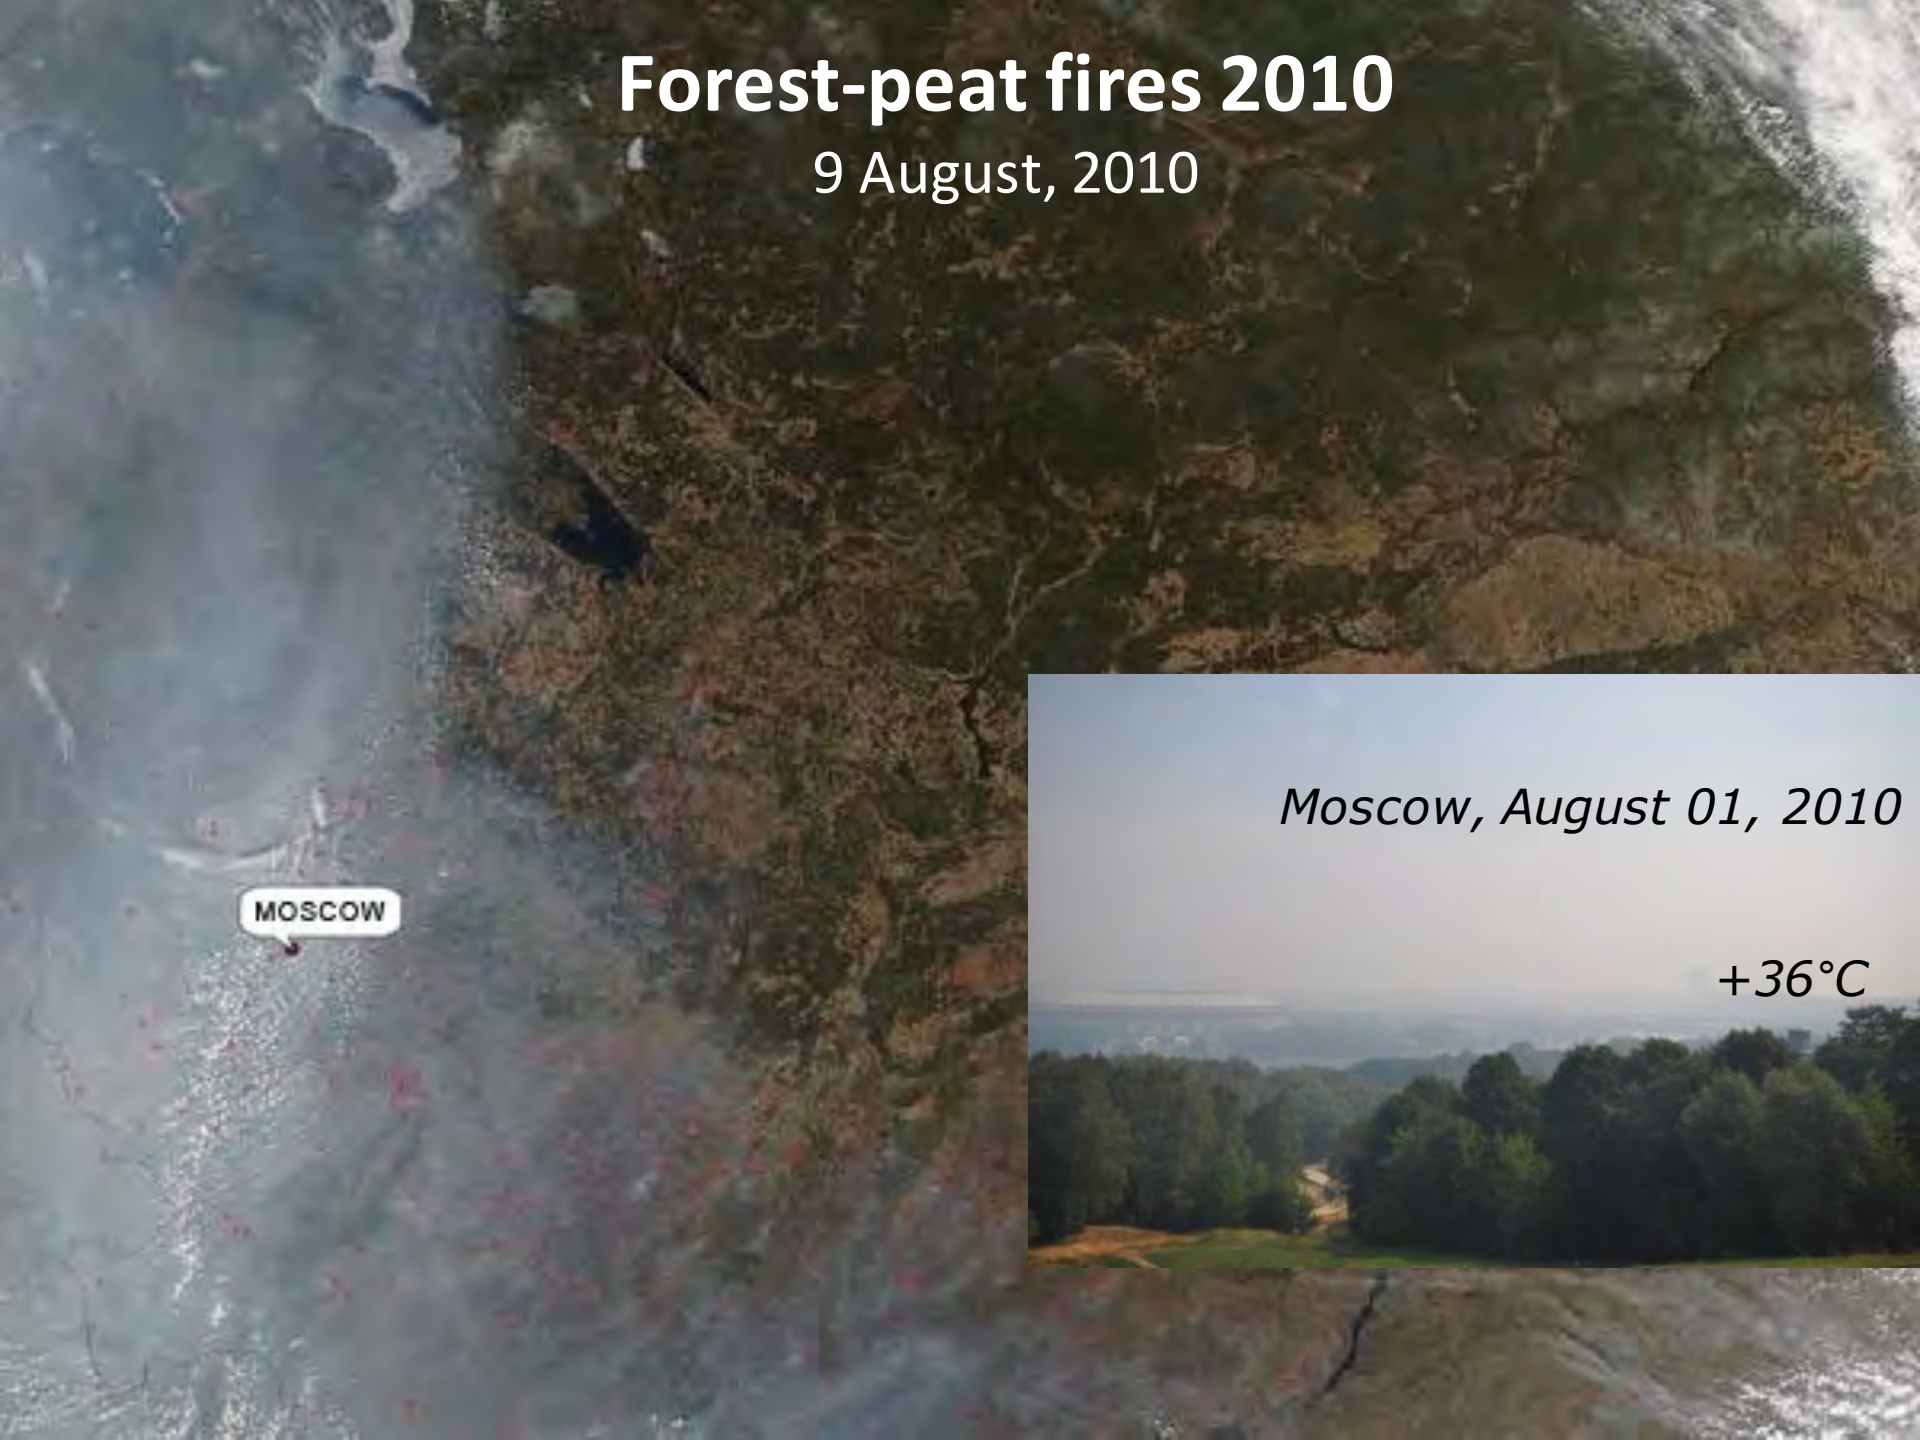 Forest-peat fires 2010
9 August, 2010
Moscow, August 01, 2010
MOSCOW
+36°C